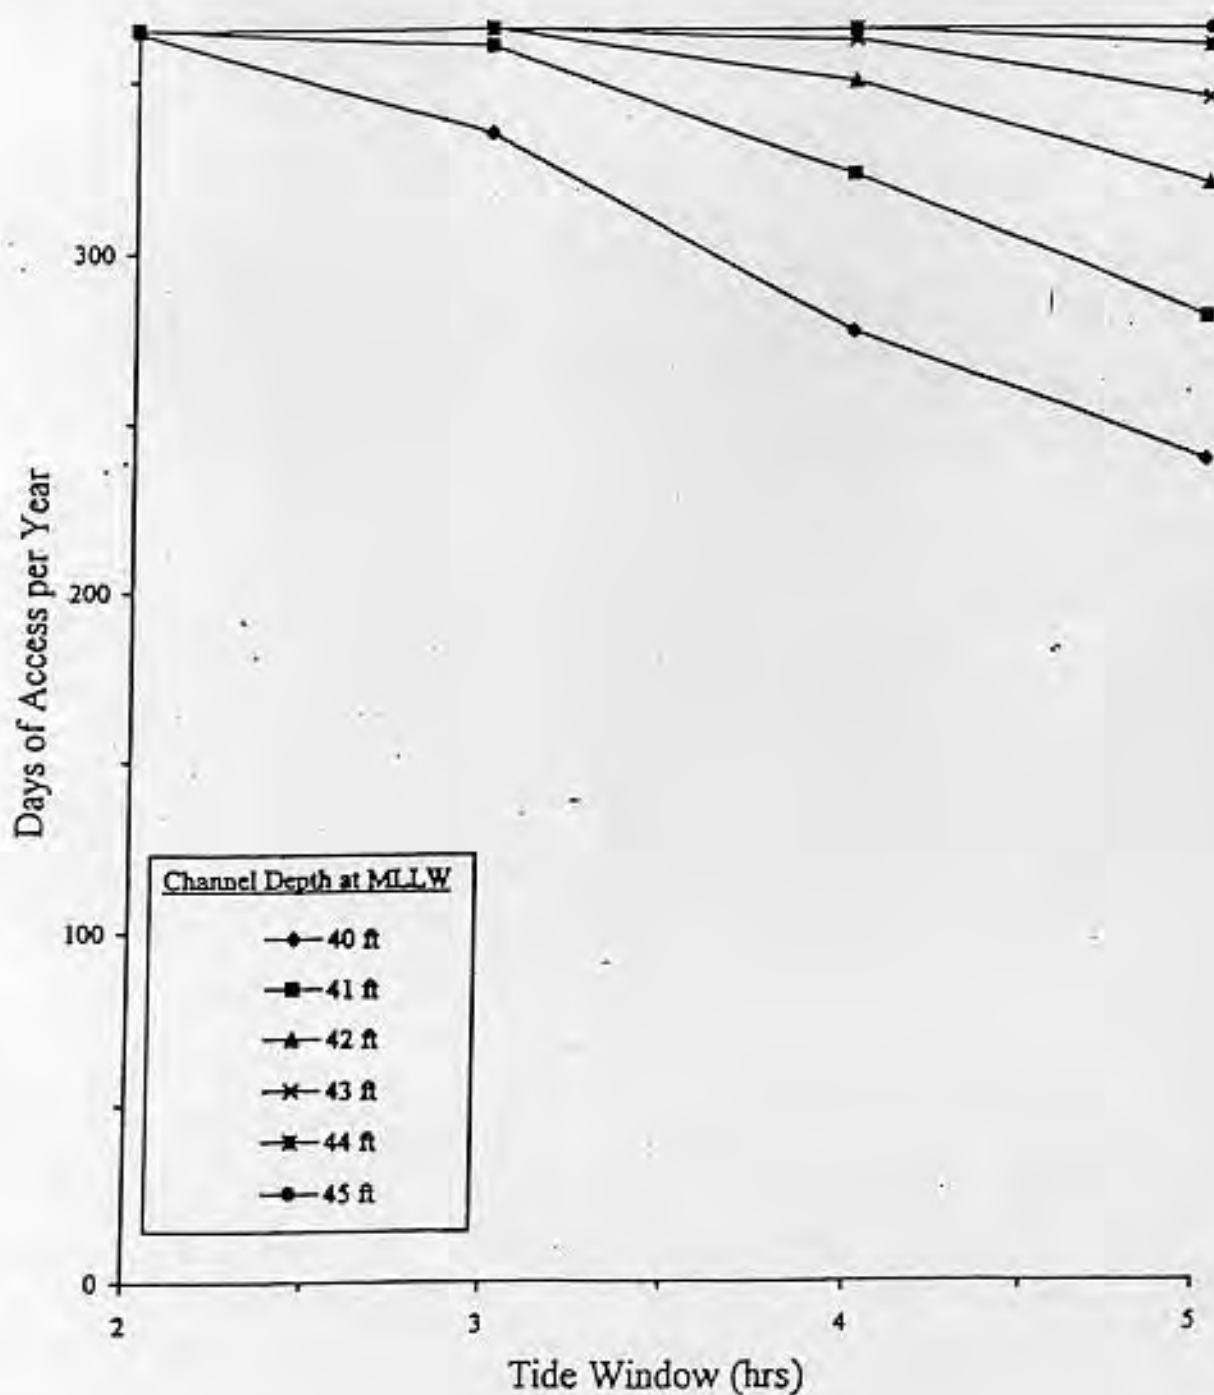 300
200
100
0
Days of Access per Year
Channel Depth at MLLW
40 ft
41 ft
42 ft
43 ft
44 ft
45 ft
2 3 4 5
Tide Window (hrs)